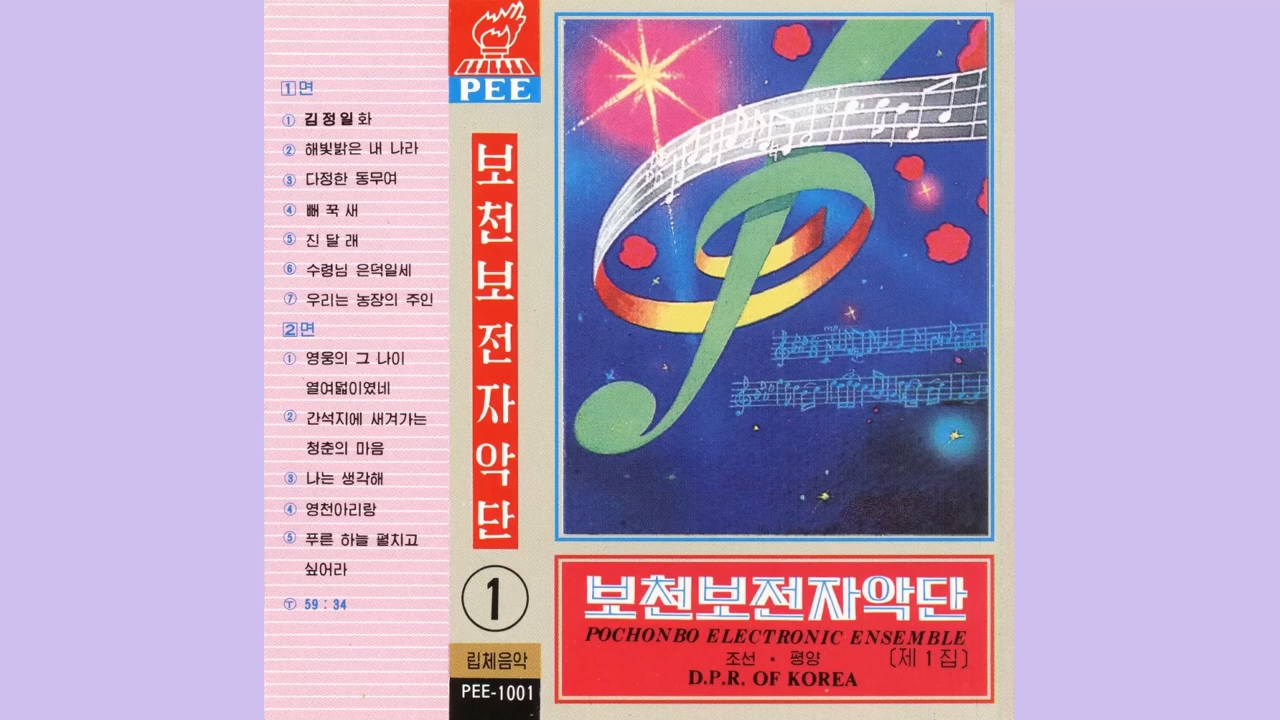 1면
① 김정일화
② 해빛밝은 내 나라
③ 다정한 동무여
④ 뻐꾹새
⑤ 진달래
⑥ 수령님 은덕일세
⑦ 우리는 농장의 주인
2면
① 영웅의 그 나이
열여덟이였네
② 간석지에 새겨가는
청춘의 마음
③ 나는 생각해
④ 영천아리랑
⑤ 푸른 하늘 펼치고
싶어라
Ⓣ 59 : 34
PEE
보천보전자악단
1
립체음악
PEE-1001
보천보전자악단
POCHONBO ELECTRONIC ENSEMBLE
조선 · 평양 〔제1집〕
D.P.R. OF KOREA